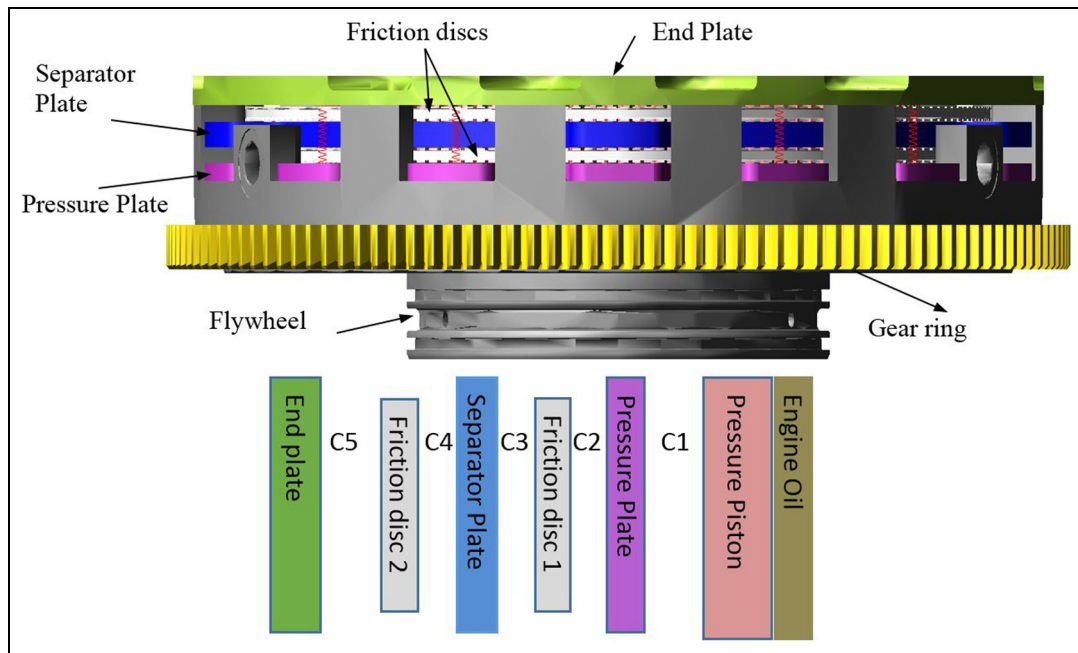 Friction discs
End Plate
Separator
Plate
Pressure Plate
Flywheel
Gear ring
End plate
C5
Friction disc 2
C4
Separator Plate
C3
Friction disc 1
C2
Pressure Plate
C1
Pressure Piston
Engine Oil